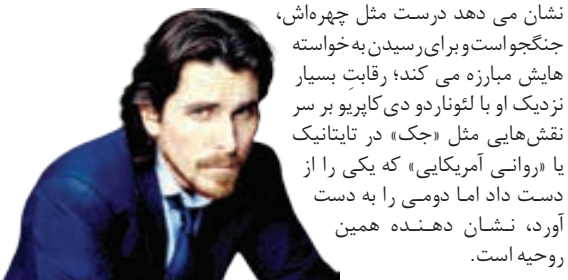 نشان می دهد درست مثل چهره‌اش،
جنگجواست‌وبرای‌رسیدن‌به‌خواسته
هایش مبارزه می کند؛ رقابتِ بسیار
نزدیک او با لئوناردو دی‌کاپریو بر سر
نقش‌هایی مثل «جک» در تایتانیک
یا «روانی آمریکایی» که یکی را از
دست داد اما دومی را به دست
آورد، نشان دهنده همین
روحیه است.